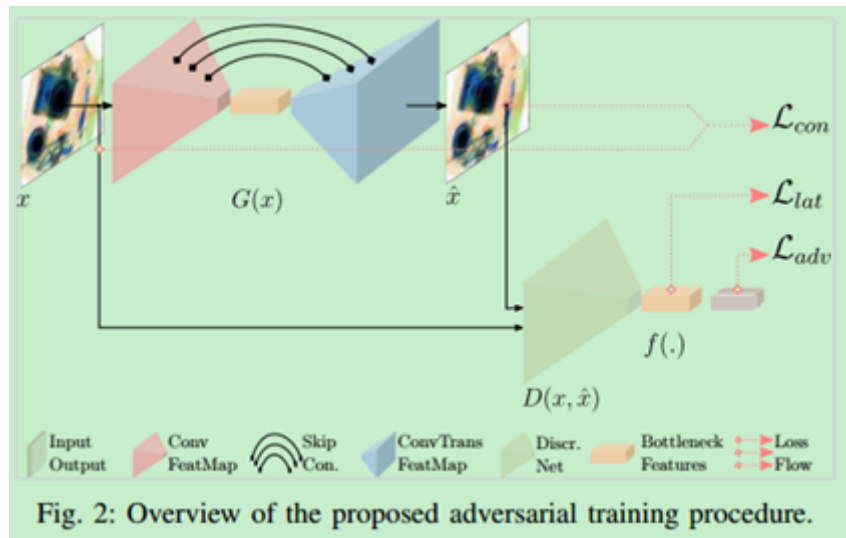 x
G(x)
x̂
ℒcon
ℒlat
ℒadv
f(.)
D(x, x̂)
Input Output
Conv FeatMap
Skip Con.
ConvTrans FeatMap
Discr. Net
Bottleneck Features
Loss Flow
Fig. 2: Overview of the proposed adversarial training procedure.